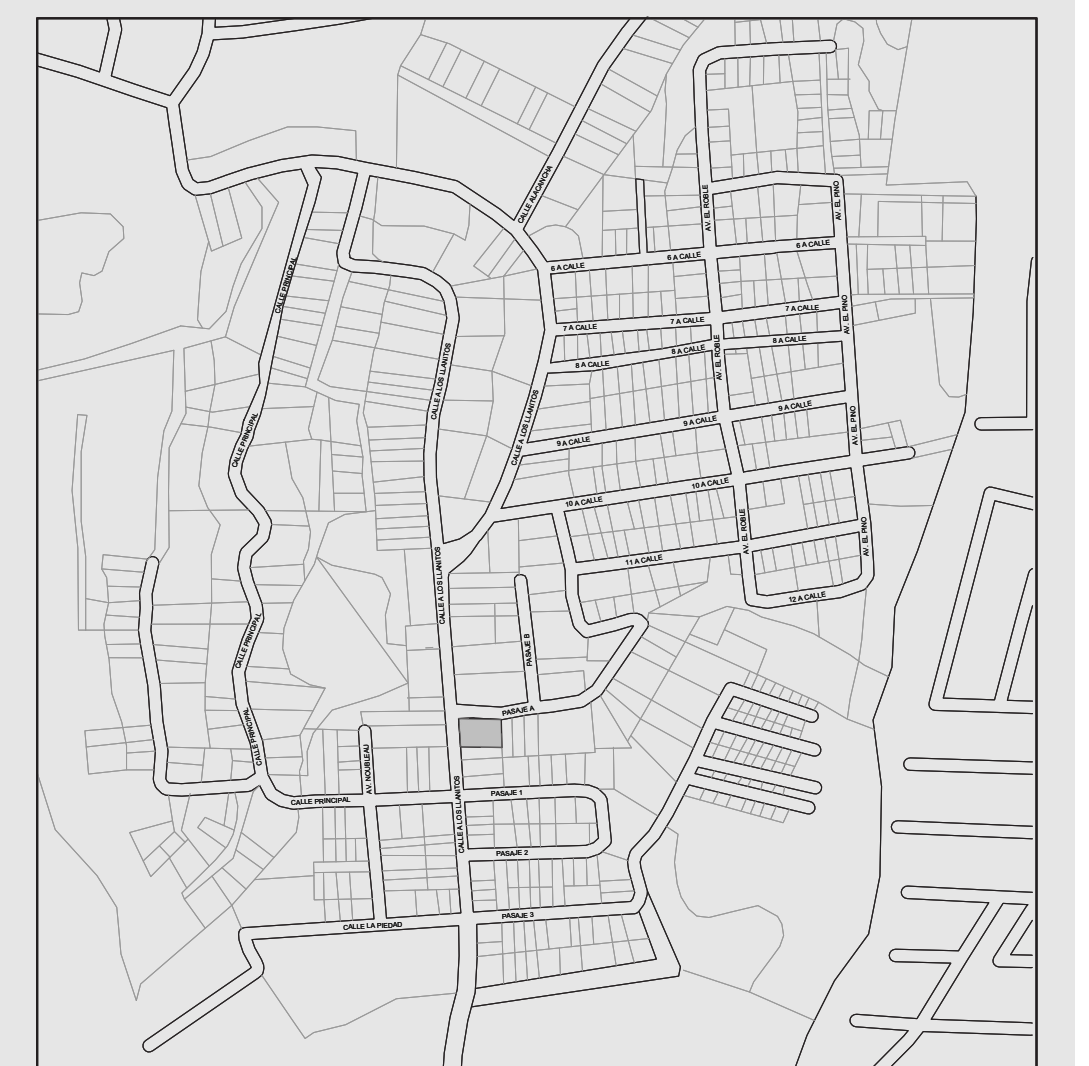 CALLE ALACANCHA
AV. EL ROBLE
AV. EL PINO
6 A CALLE
6 A CALLE
6 A CALLE
CALLE PRINCIPAL
7 A CALLE
7 A CALLE
7 A CALLE
AV. EL PINO
8 A CALLE
8 A CALLE
8 A CALLE
AV. EL ROBLE
CALLE A LOS LLANITOS
CALLE A LOS LLANITOS
9 A CALLE
9 A CALLE
9 A CALLE
AV. EL PINO
CALLE PRINCIPAL
10 A CALLE
10 A CALLE
AV. EL ROBLE
AV. EL PINO
11 A CALLE
CALLE A LOS LLANITOS
12 A CALLE
CALLE PRINCIPAL
PASAJE B
PASAJE A
CALLE PRINCIPAL
AV. NOUBLEAU
CALLE PRINCIPAL
PASAJE 1
CALLE A LOS LLANITOS
PASAJE 2
PASAJE 3
CALLE LA PIEDAD